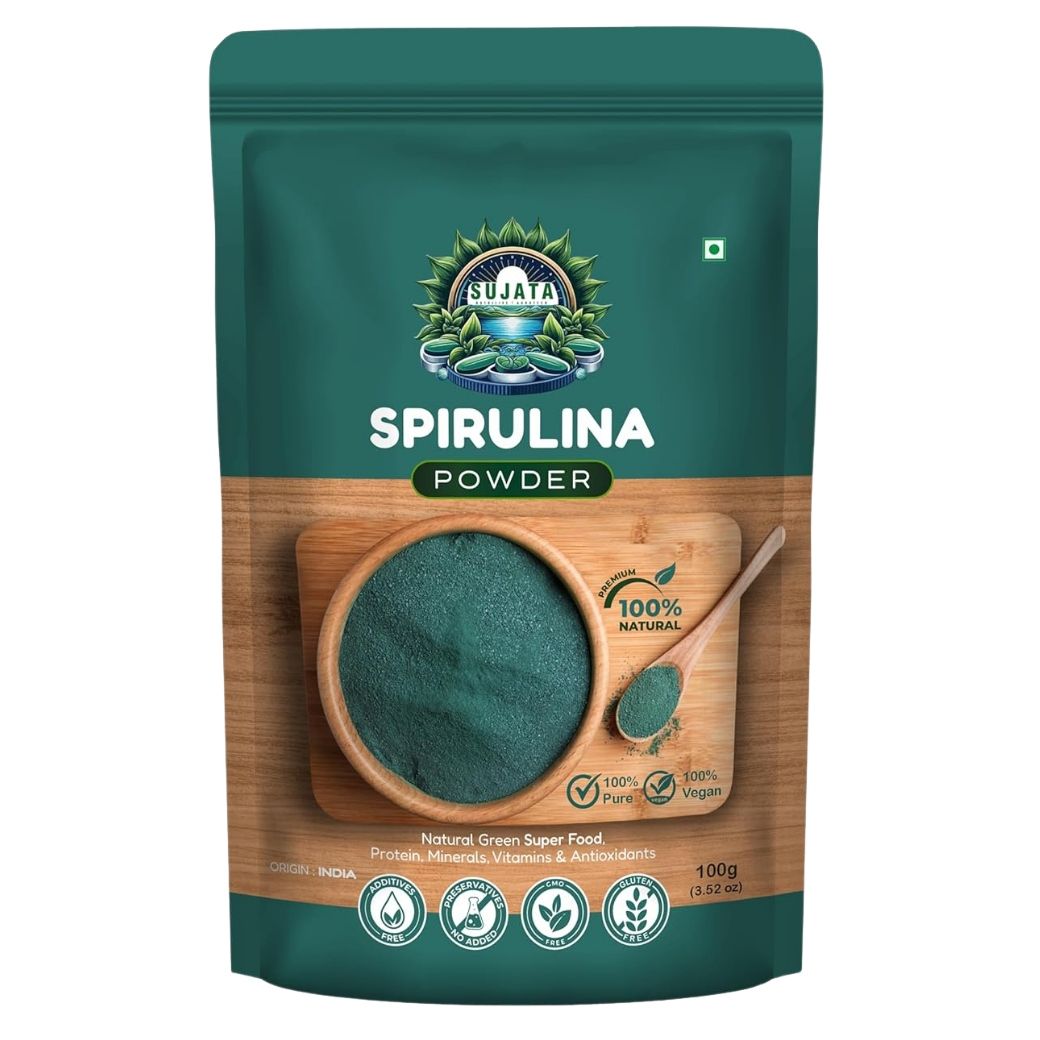 SUJATA
SPIRULINA
POWDER
PREMIUM
100%
NATURAL
100%
Pure
vegan
100%
Vegan
Natural Green Super Food,
Protein, Minerals, Vitamins & Antioxidants
ORIGIN : INDIA
100g
(3.52 oz)
ADDITIVES
FREE
PRESERVATIVES
NO ADDED
GMO
FREE
GLUTEN
FREE